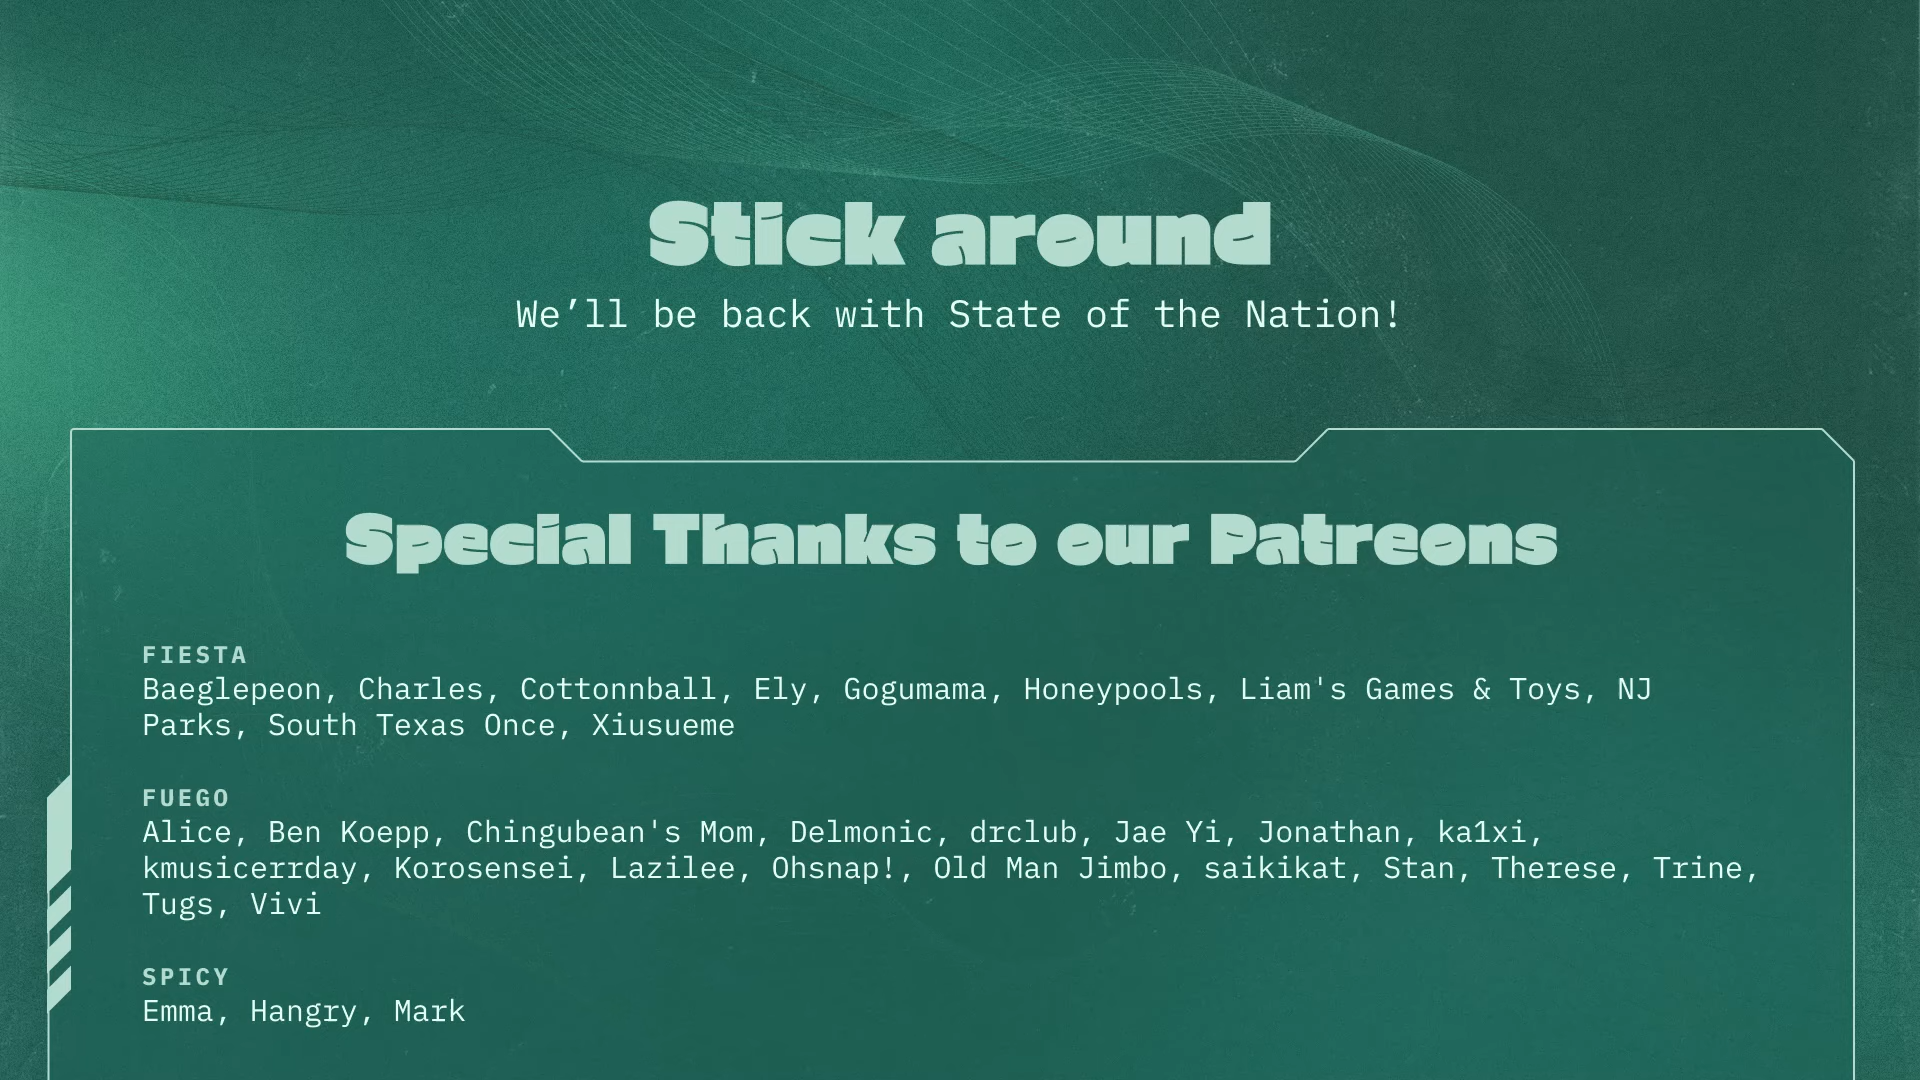 Stick around
We’ll be back with State of the Nation!
Special Thanks to our Patreons
FIESTA
Baeglepeon, Charles, Cottonnball, Ely, Gogumama, Honeypools, Liam's Games & Toys, NJ
Parks, South Texas Once, Xiusueme
FUEGO
Alice, Ben Koepp, Chingubean's Mom, Delmonic, drclub, Jae Yi, Jonathan, ka1xi,
kmusicerrday, Korosensei, Lazilee, Ohsnap!, Old Man Jimbo, saikikat, Stan, Therese, Trine,
Tugs, Vivi
SPICY
Emma, Hangry, Mark